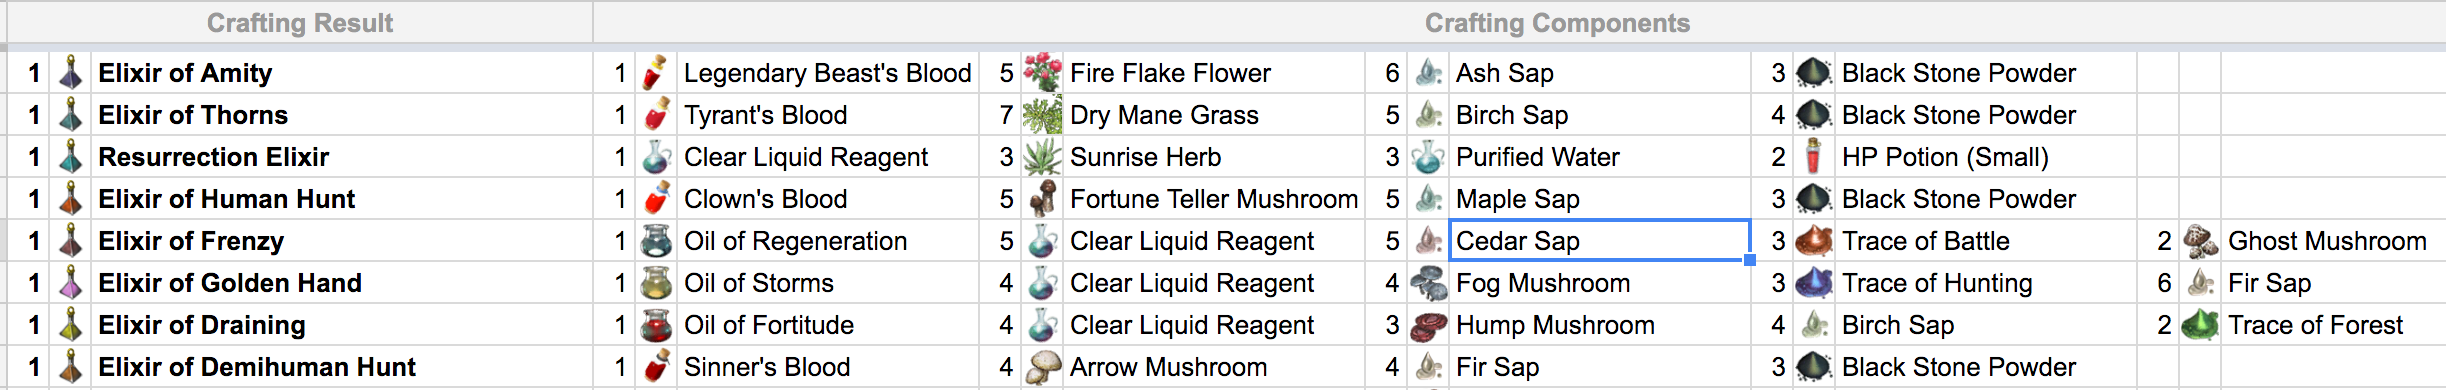 Crafting Result Crafting Components
1 Elixir of Amity 1 Legendary Beast's Blood 5 Fire Flake Flower 6 Ash Sap 3 Black Stone Powder
1 Elixir of Thorns 1 Tyrant's Blood 7 Dry Mane Grass 5 Birch Sap 4 Black Stone Powder
1 Resurrection Elixir 1 Clear Liquid Reagent 3 Sunrise Herb 3 Purified Water 2 HP Potion (Small)
1 Elixir of Human Hunt 1 Clown's Blood 5 Fortune Teller Mushroom 5 Maple Sap 3 Black Stone Powder
1 Elixir of Frenzy 1 Oil of Regeneration 5 Clear Liquid Reagent 5 Cedar Sap 3 Trace of Battle 2 Ghost Mushroom
1 Elixir of Golden Hand 1 Oil of Storms 4 Clear Liquid Reagent 4 Fog Mushroom 3 Trace of Hunting 6 Fir Sap
1 Elixir of Draining 1 Oil of Fortitude 4 Clear Liquid Reagent 3 Hump Mushroom 4 Birch Sap 2 Trace of Forest
1 Elixir of Demihuman Hunt 1 Sinner's Blood 4 Arrow Mushroom 4 Fir Sap 3 Black Stone Powder